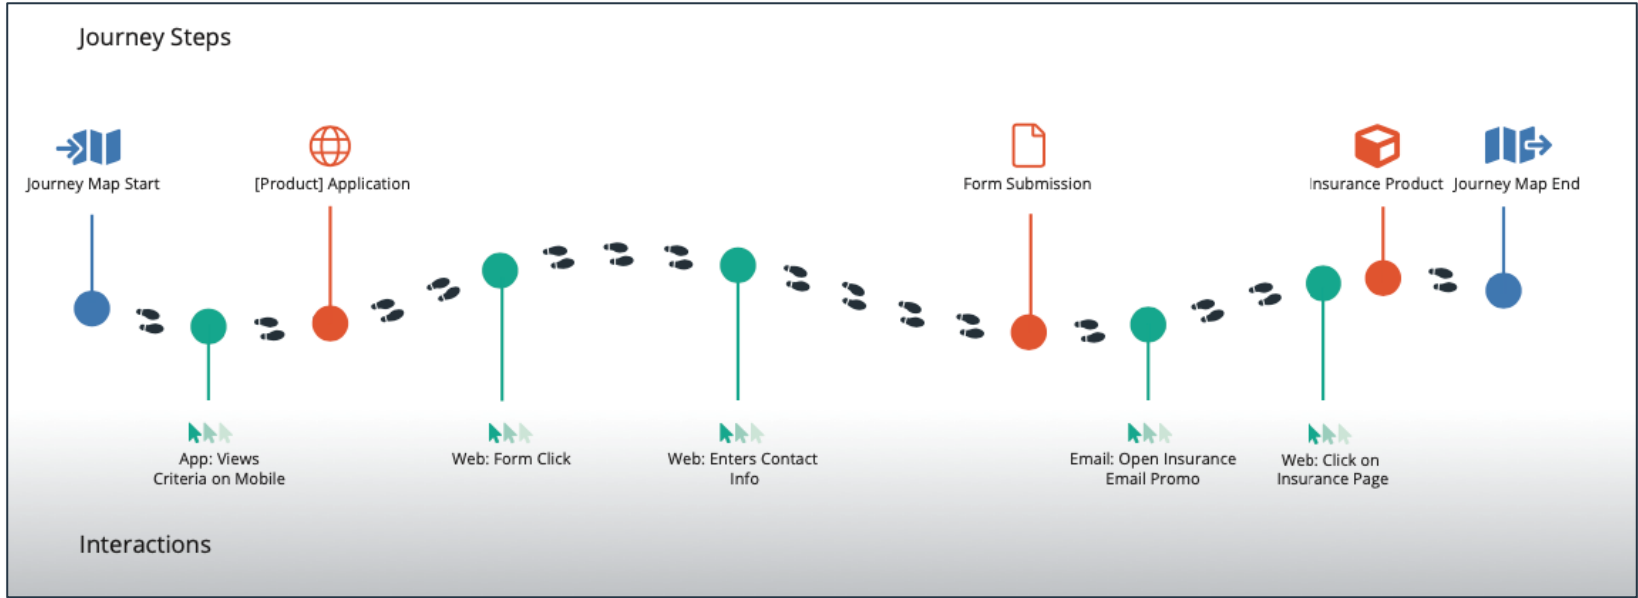 Journey Steps
Journey Map Start
[Product] Application
Form Submission
Insurance Product
Journey Map End
App: Views
Criteria on Mobile
Web: Form Click
Web: Enters Contact
Info
Email: Open Insurance
Email Promo
Web: Click on
Insurance Page
Interactions